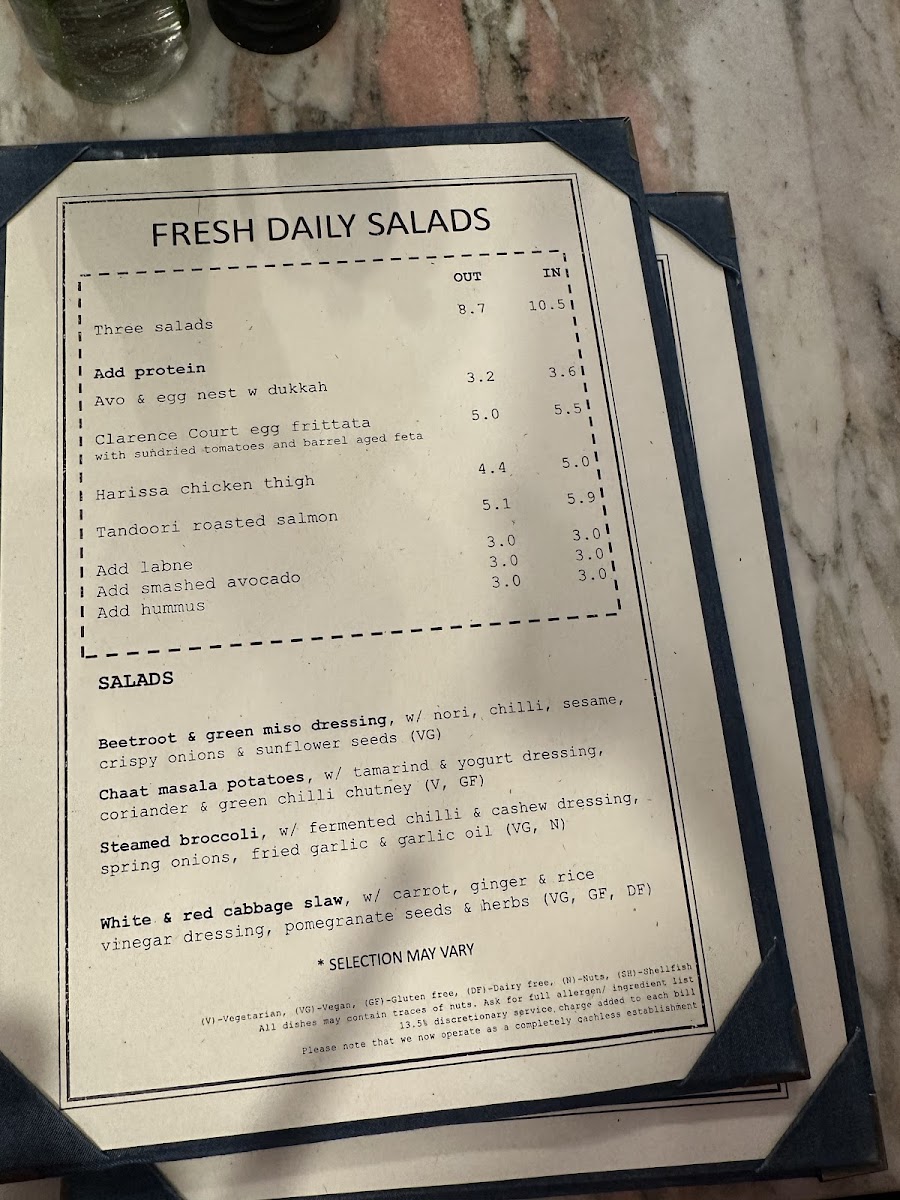 FRESH DAILY SALADS
OUT IN
Three salads 8.7 10.5
Add protein
Avo & egg nest w dukkah 3.2 3.6
Clarence Court egg frittata 5.0 5.5
with sundried tomatoes and barrel aged feta
Harissa chicken thigh 4.4 5.0
Tandoori roasted salmon 5.1 5.9
Add labne 3.0 3.0
Add smashed avocado 3.0 3.0
Add hummus 3.0 3.0
SALADS
Beetroot & green miso dressing, w/ nori, chilli, sesame,
crispy onions & sunflower seeds (VG)
Chaat masala potatoes, w/ tamarind & yogurt dressing,
coriander & green chilli chutney (V, GF)
Steamed broccoli, w/ fermented chilli & cashew dressing,
spring onions, fried garlic & garlic oil (VG, N)
White & red cabbage slaw, w/ carrot, ginger & rice
vinegar dressing, pomegranate seeds & herbs (VG, GF, DF)
* SELECTION MAY VARY
(V)-Vegetarian, (VG)-Vegan, (GF)-Gluten free, (DF)-Dairy free, (N)-Nuts, (SH)-Shellfish
All dishes may contain traces of nuts. Ask for full allergen/ ingredient list
13.5% discretionary service charge added to each bill
Please note that we now operate as a completely cashless establishment